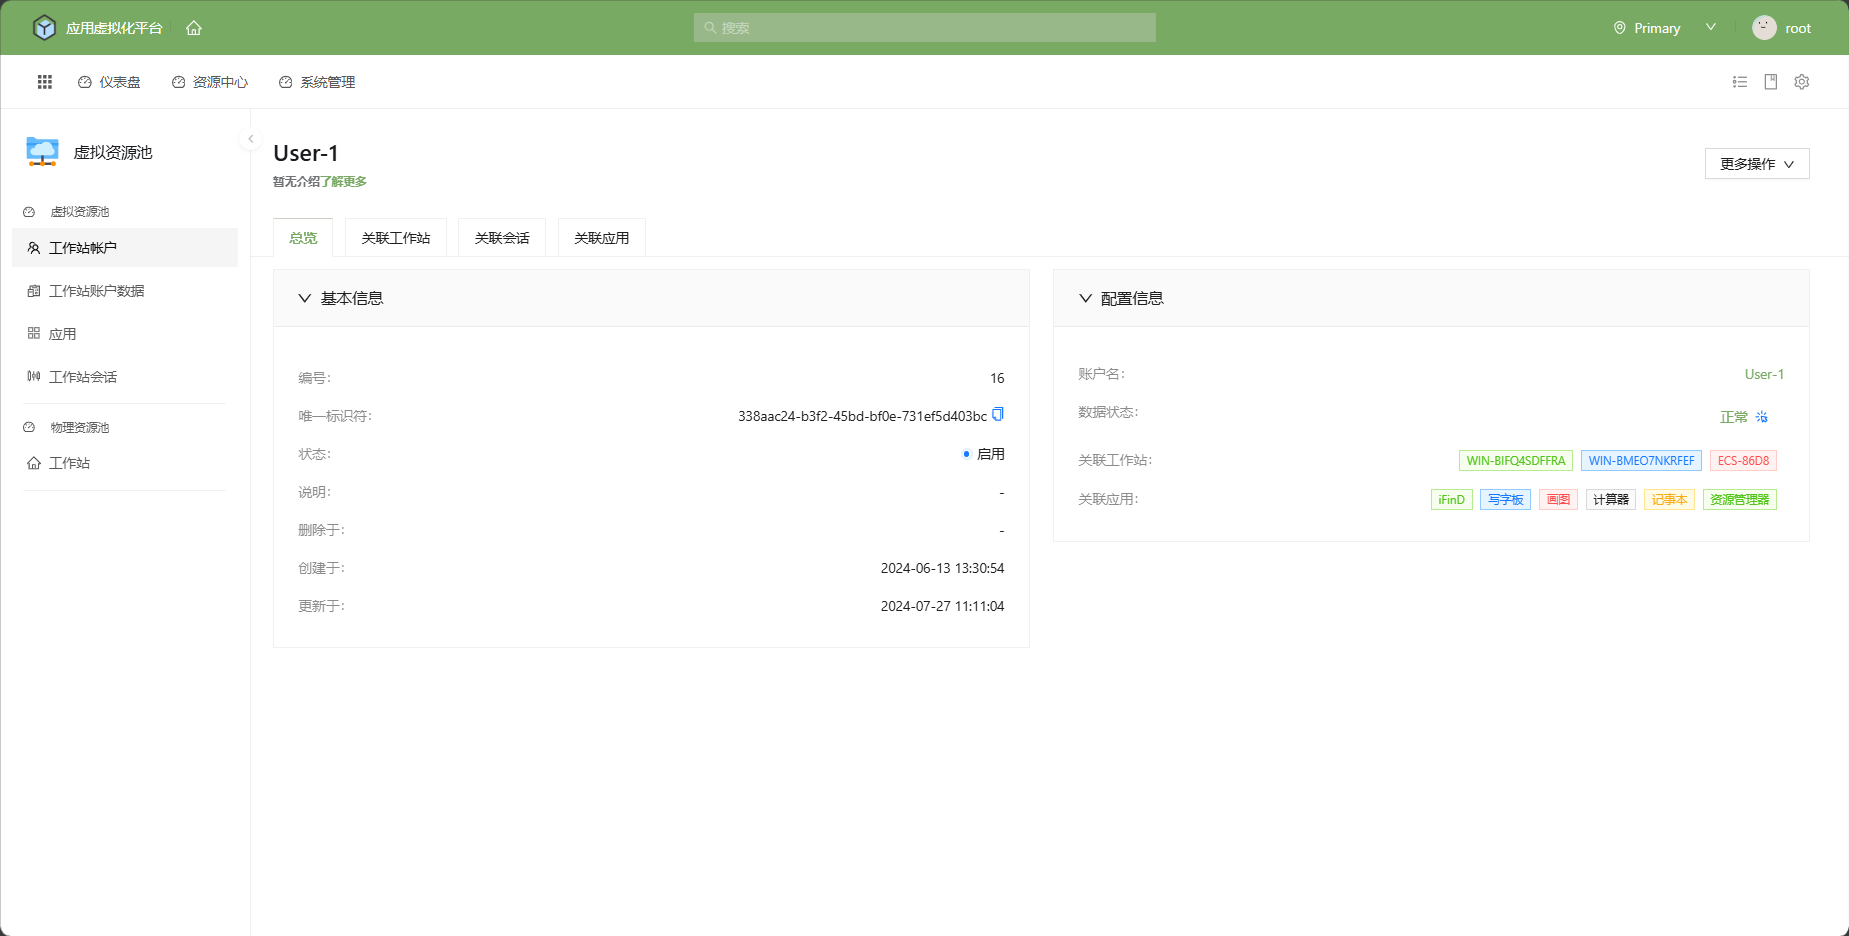 应用虚拟化平台
搜索
Primary
root
仪表盘
资源中心
系统管理
虚拟资源池
虚拟资源池
工作站帐户
工作站账户数据
应用
工作站会话
物理资源池
工作站
User-1
暂无介绍了解更多
更多操作
总览
关联工作站
关联会话
关联应用
基本信息
编号: 16
唯一标识符: 338aac24-b3f2-45bd-bf0e-731ef5d403bc
状态: 启用
说明: -
删除于: -
创建于: 2024-06-13 13:30:54
更新于: 2024-07-27 11:11:04
配置信息
账户名: User-1
数据状态: 正常
关联工作站: WIN-BIFQ4SDFFRA WIN-BMEO7NKRFEF ECS-86D8
关联应用: iFinD 写字板 画图 计算器 记事本 资源管理器